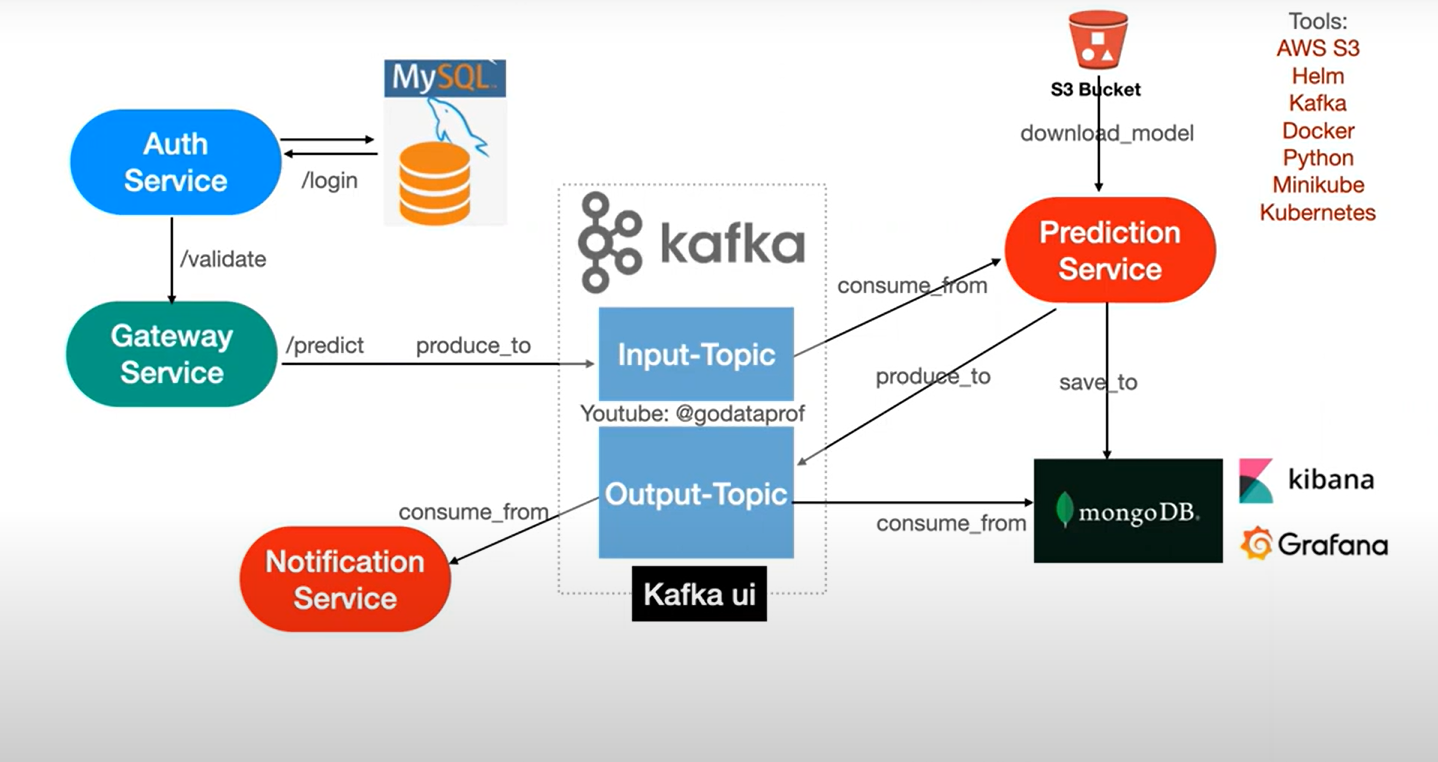 Tools:
AWS S3
Helm
Kafka
Docker
Python
Minikube
Kubernetes
S3 Bucket
download_model
MySQL
Auth
Service
/login
/validate
kafka
Prediction
Service
consume_from
Gateway
Service
/predict
produce_to
Input-Topic
produce_to
save_to
Youtube: @godataprof
Output-Topic
consume_from
consume_from
mongoDB
kibana
Grafana
Notification
Service
Kafka ui